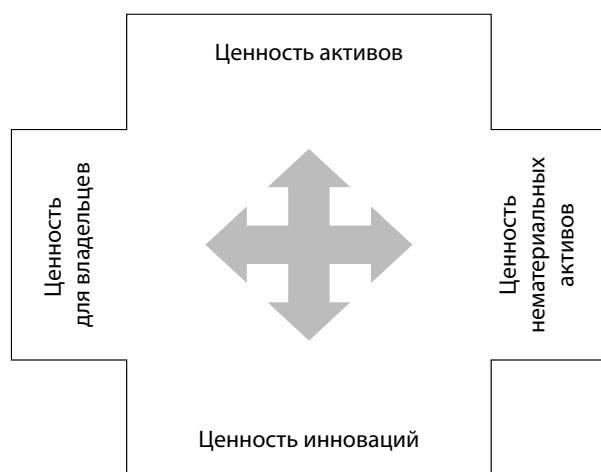 Ценность активов
Ценность
для владельцев
Ценность
нематериальных
активов
Ценность инноваций